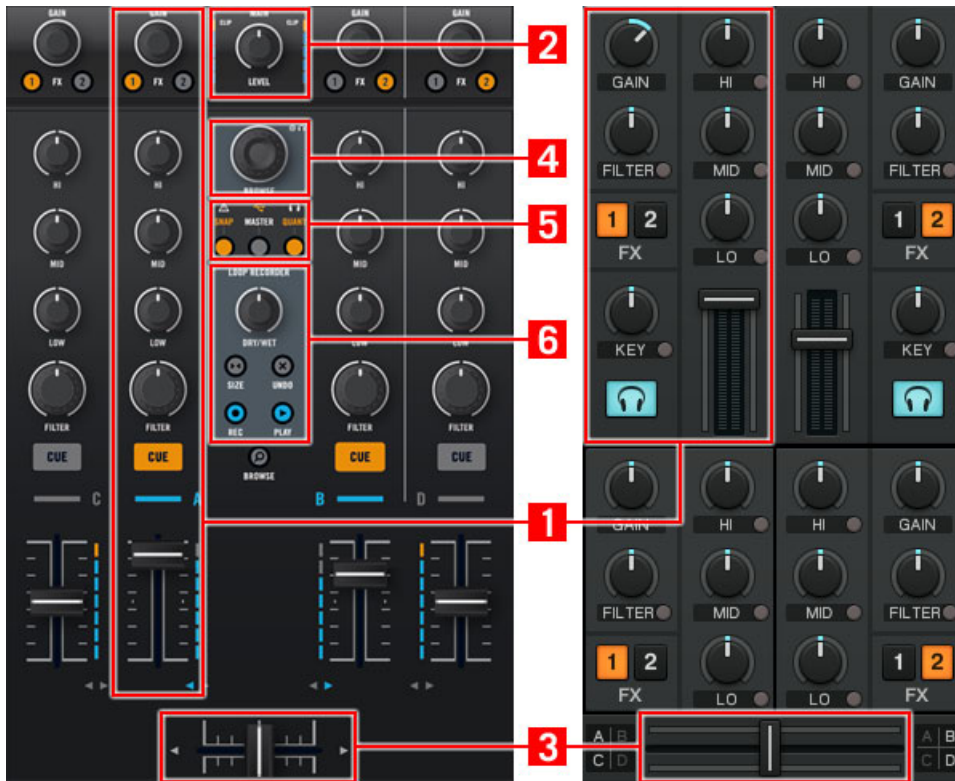 GAIN GAIN MAIN GAIN GAIN
CLIP CLIP
LEVEL
1 FX 2 1 FX 2 1 FX 2 1 FX 2
HI HI BROWSE HI HI
SNAP MASTER QUANT
MID MID MID MID
LOOP RECORDER
DRY/WET
LOW LOW LOW LOW
SIZE UNDO
REC PLAY
FILTER FILTER FILTER FILTER
CUE CUE CUE CUE
BROWSE
C A B D
2
4
5
6
1
3
GAIN HI HI GAIN
FILTER MID MID FILTER
1 2 1 2
FX LO LO FX
KEY KEY
GAIN HI HI GAIN
FILTER MID MID FILTER
1 2 1 2
FX LO LO FX
A B A B
C D C D